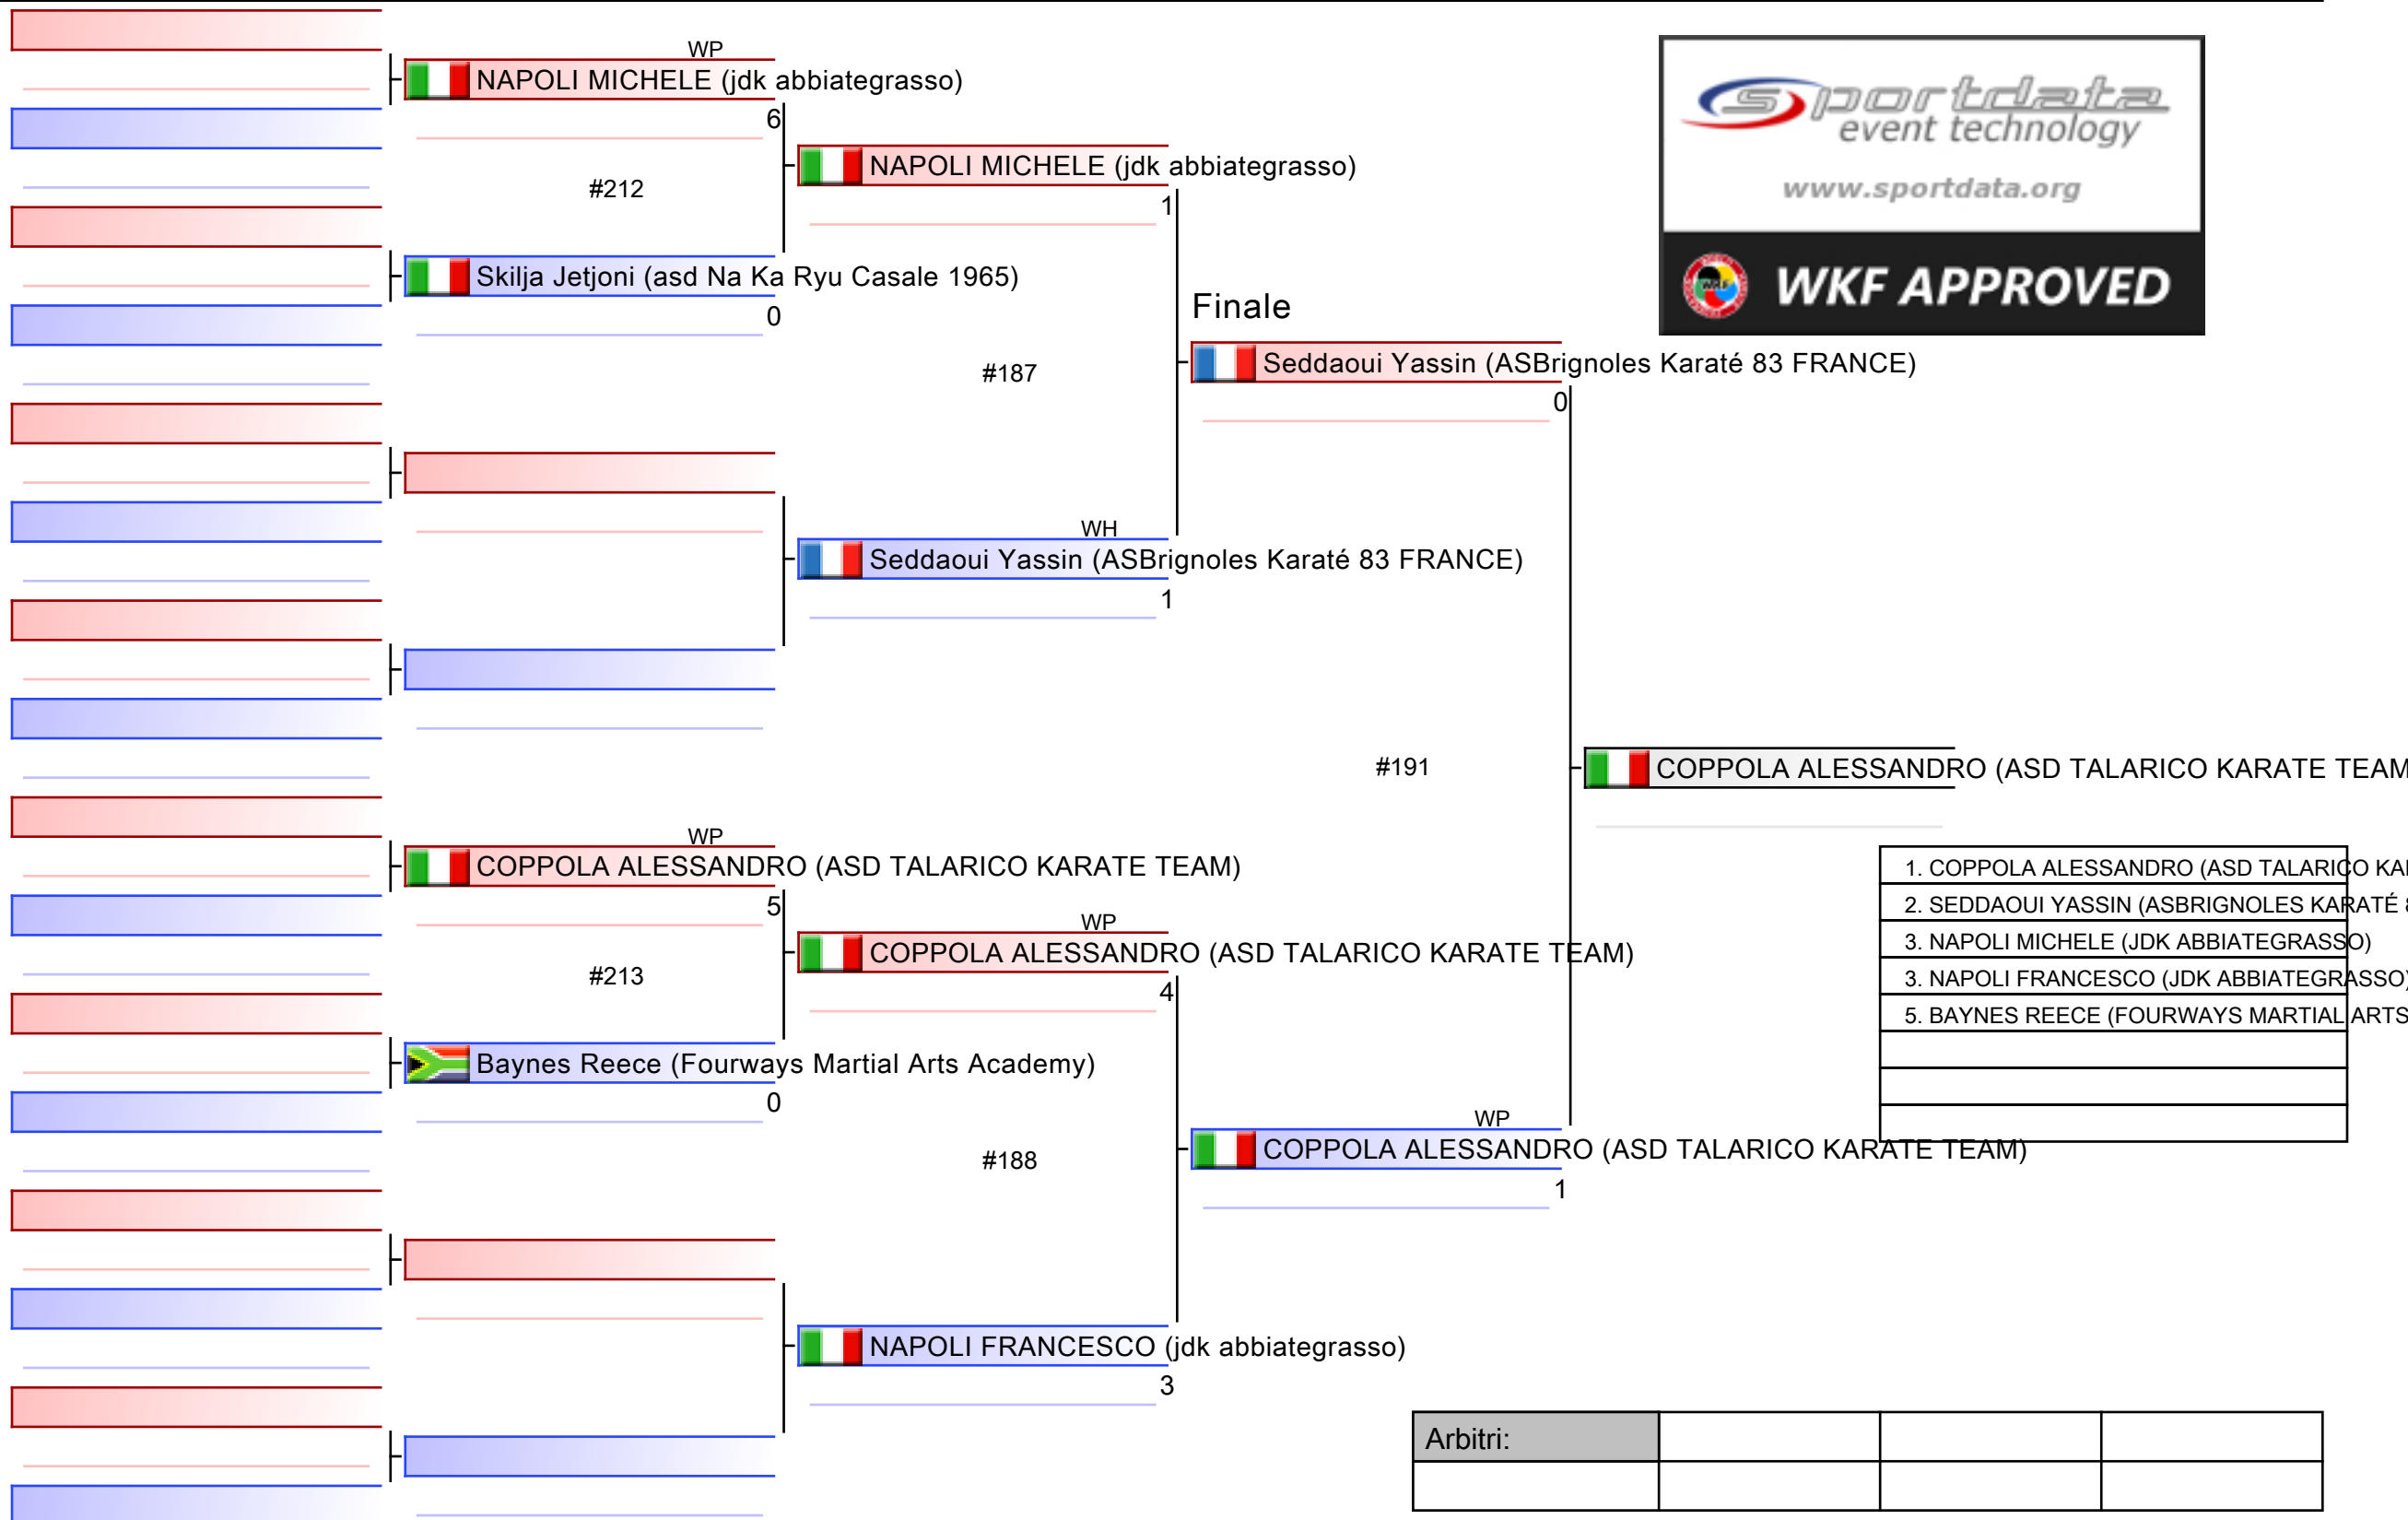 WP
NAPOLI MICHELE (jdk abbiategrasso)
6
#212
Skilja Jetjoni (asd Na Ka Ryu Casale 1965)
0
NAPOLI MICHELE (jdk abbiategrasso)
1
#187
WH
Seddaoui Yassin (ASBrignoles Karaté 83 FRANCE)
1
Finale
Seddaoui Yassin (ASBrignoles Karaté 83 FRANCE)
0
sportdata
event technology
www.sportdata.org
WKF APPROVED
#191
COPPOLA ALESSANDRO (ASD TALARICO KARATE TEAM
WP
COPPOLA ALESSANDRO (ASD TALARICO KARATE TEAM)
5
#213
Baynes Reece (Fourways Martial Arts Academy)
0
WP
COPPOLA ALESSANDRO (ASD TALARICO KARATE TEAM)
4
#188
NAPOLI FRANCESCO (jdk abbiategrasso)
3
WP
COPPOLA ALESSANDRO (ASD TALARICO KARATE TEAM)
1
1. COPPOLA ALESSANDRO (ASD TALARICO KA
2. SEDDAOUI YASSIN (ASBRIGNOLES KARATÉ
3. NAPOLI MICHELE (JDK ABBIATEGRASSO)
3. NAPOLI FRANCESCO (JDK ABBIATEGRASSO)
5. BAYNES REECE (FOURWAYS MARTIAL ARTS
Arbitri: